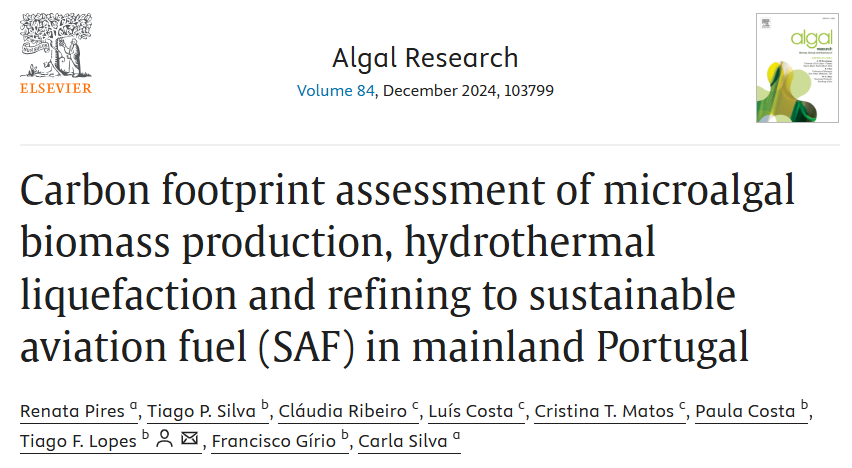 ELSEVIER
Algal Research
Volume 84, December 2024, 103799
algal
Carbon footprint assessment of microalgal
biomass production, hydrothermal
liquefaction and refining to sustainable
aviation fuel (SAF) in mainland Portugal
Renata Pires a, Tiago P. Silva b, Cláudia Ribeiro c, Luís Costa c, Cristina T. Matos c, Paula Costa b,
Tiago F. Lopes b, Francisco Gírio b, Carla Silva a